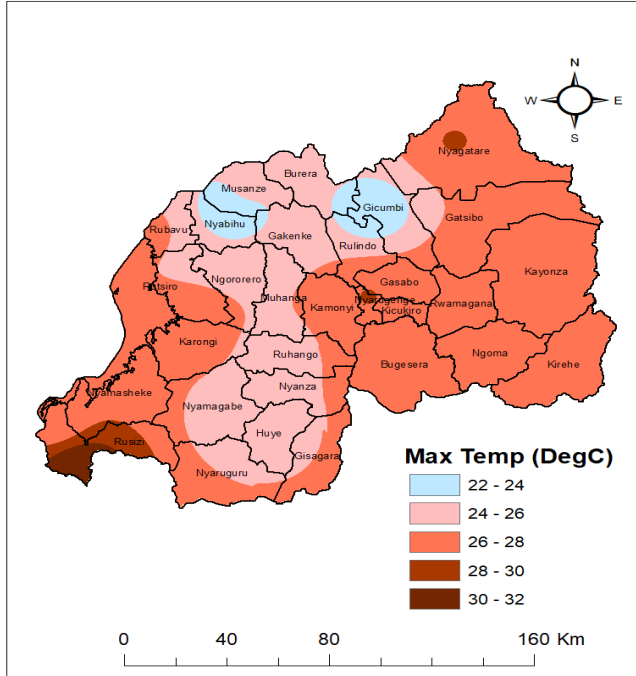 N
W E
S
Nyagatare
Burera
Musanze
Gicumbi
Nyabihu
Gatsibo
Rubavu
Gakenke
Rulindo
Kayonza
Ngororero
Gasabo
Rutsiro
Muhanga
Kamonyi
Nyarugenge
Rwamagana
Kicukiro
Karongi
Ruhango
Ngoma
Bugesera
Kirehe
Nyanza
Nyamasheke
Nyamagabe
Huye
Rusizi
Gisagara
Nyaruguru
Max Temp (DegC)
22 - 24
24 - 26
26 - 28
28 - 30
30 - 32
0 40 80 160 Km